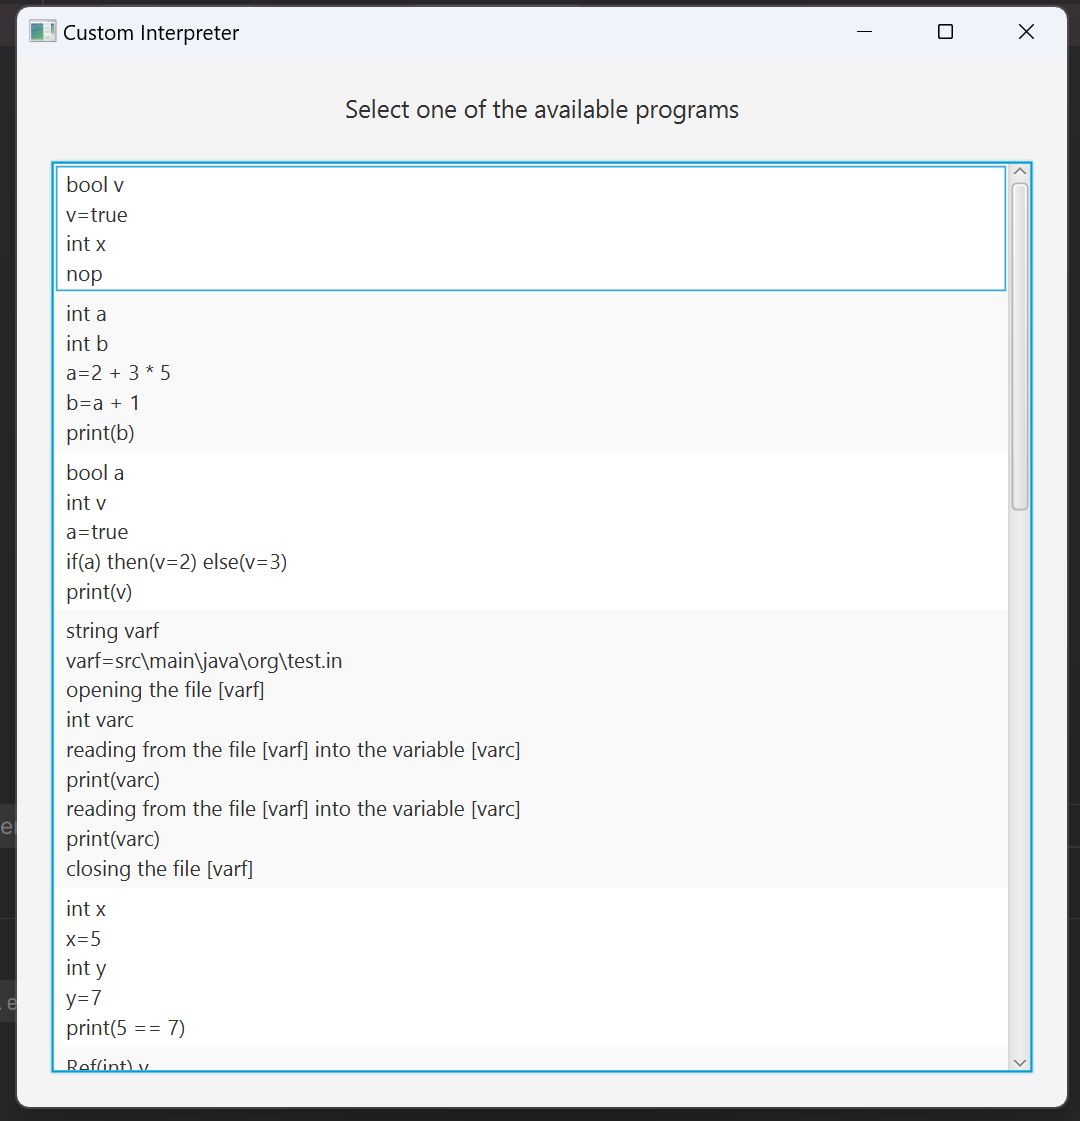 Custom Interpreter
Select one of the available programs
bool v
v=true
int x
nop
int a
int b
a=2 + 3 * 5
b=a + 1
print(b)
bool a
int v
a=true
if(a) then(v=2) else(v=3)
print(v)
string varf
varf=src\main\java\org\test.in
opening the file [varf]
int varc
reading from the file [varf] into the variable [varc]
print(varc)
reading from the file [varf] into the variable [varc]
print(varc)
closing the file [varf]
int x
x=5
int y
y=7
print(5 == 7)
Ref(int) v